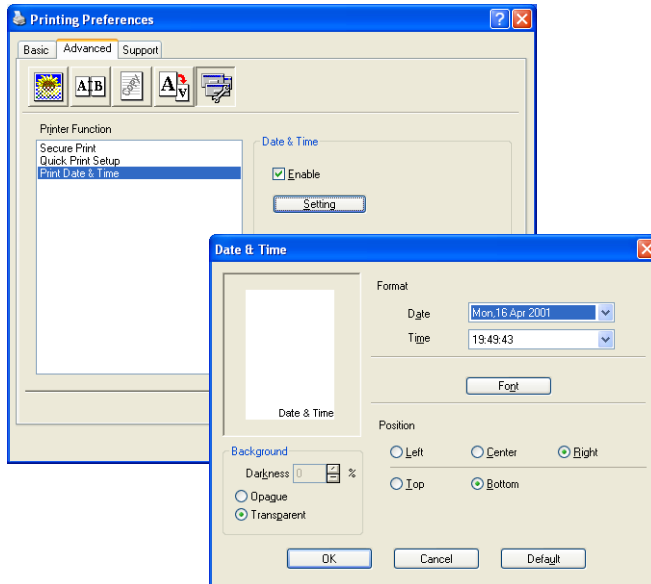 Printing Preferences
Basic Advanced Support
A B
A A
Printer Function
Secure Print
Quick Print Setup
Print Date & Time
Date & Time
Enable
Setting
Date & Time
Date & Time
Format
Date Mon,16 Apr 2001
Time 19:49:43
Font
Background
Darkness 0 %
Opague
Transparent
Position
Left Center Right
Top Bottom
OK Cancel Default